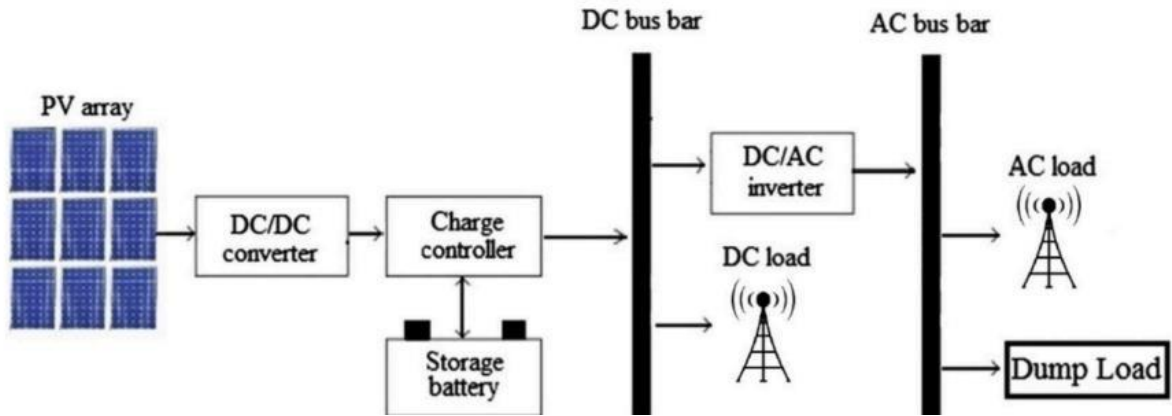 DC bus bar
AC bus bar
PV array
DC/DC
converter
Charge
controller
Storage
battery
DC/AC
inverter
DC load
AC load
Dump Load